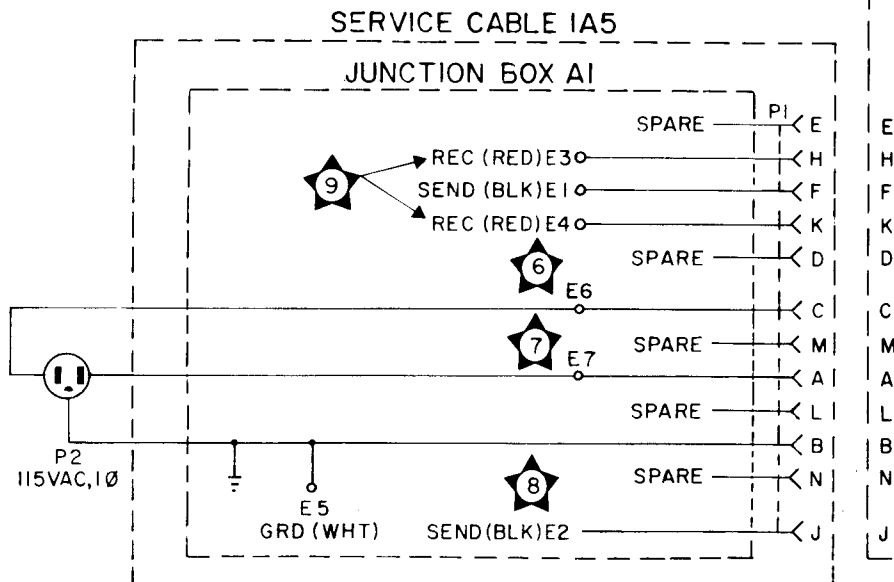 SERVICE CABLE 1A5
JUNCTION BOX A1
P1
SPARE E E
REC (RED) E3 H H
9
SEND (BLK) E1 F F
REC (RED) E4 K K
6
SPARE D D
E6
C C
7
SPARE M M
E7
A A
SPARE L L
B B
P2
115VAC, 1Ø
8
SPARE N N
E5
GRD (WHT)
SEND (BLK) E2 J J